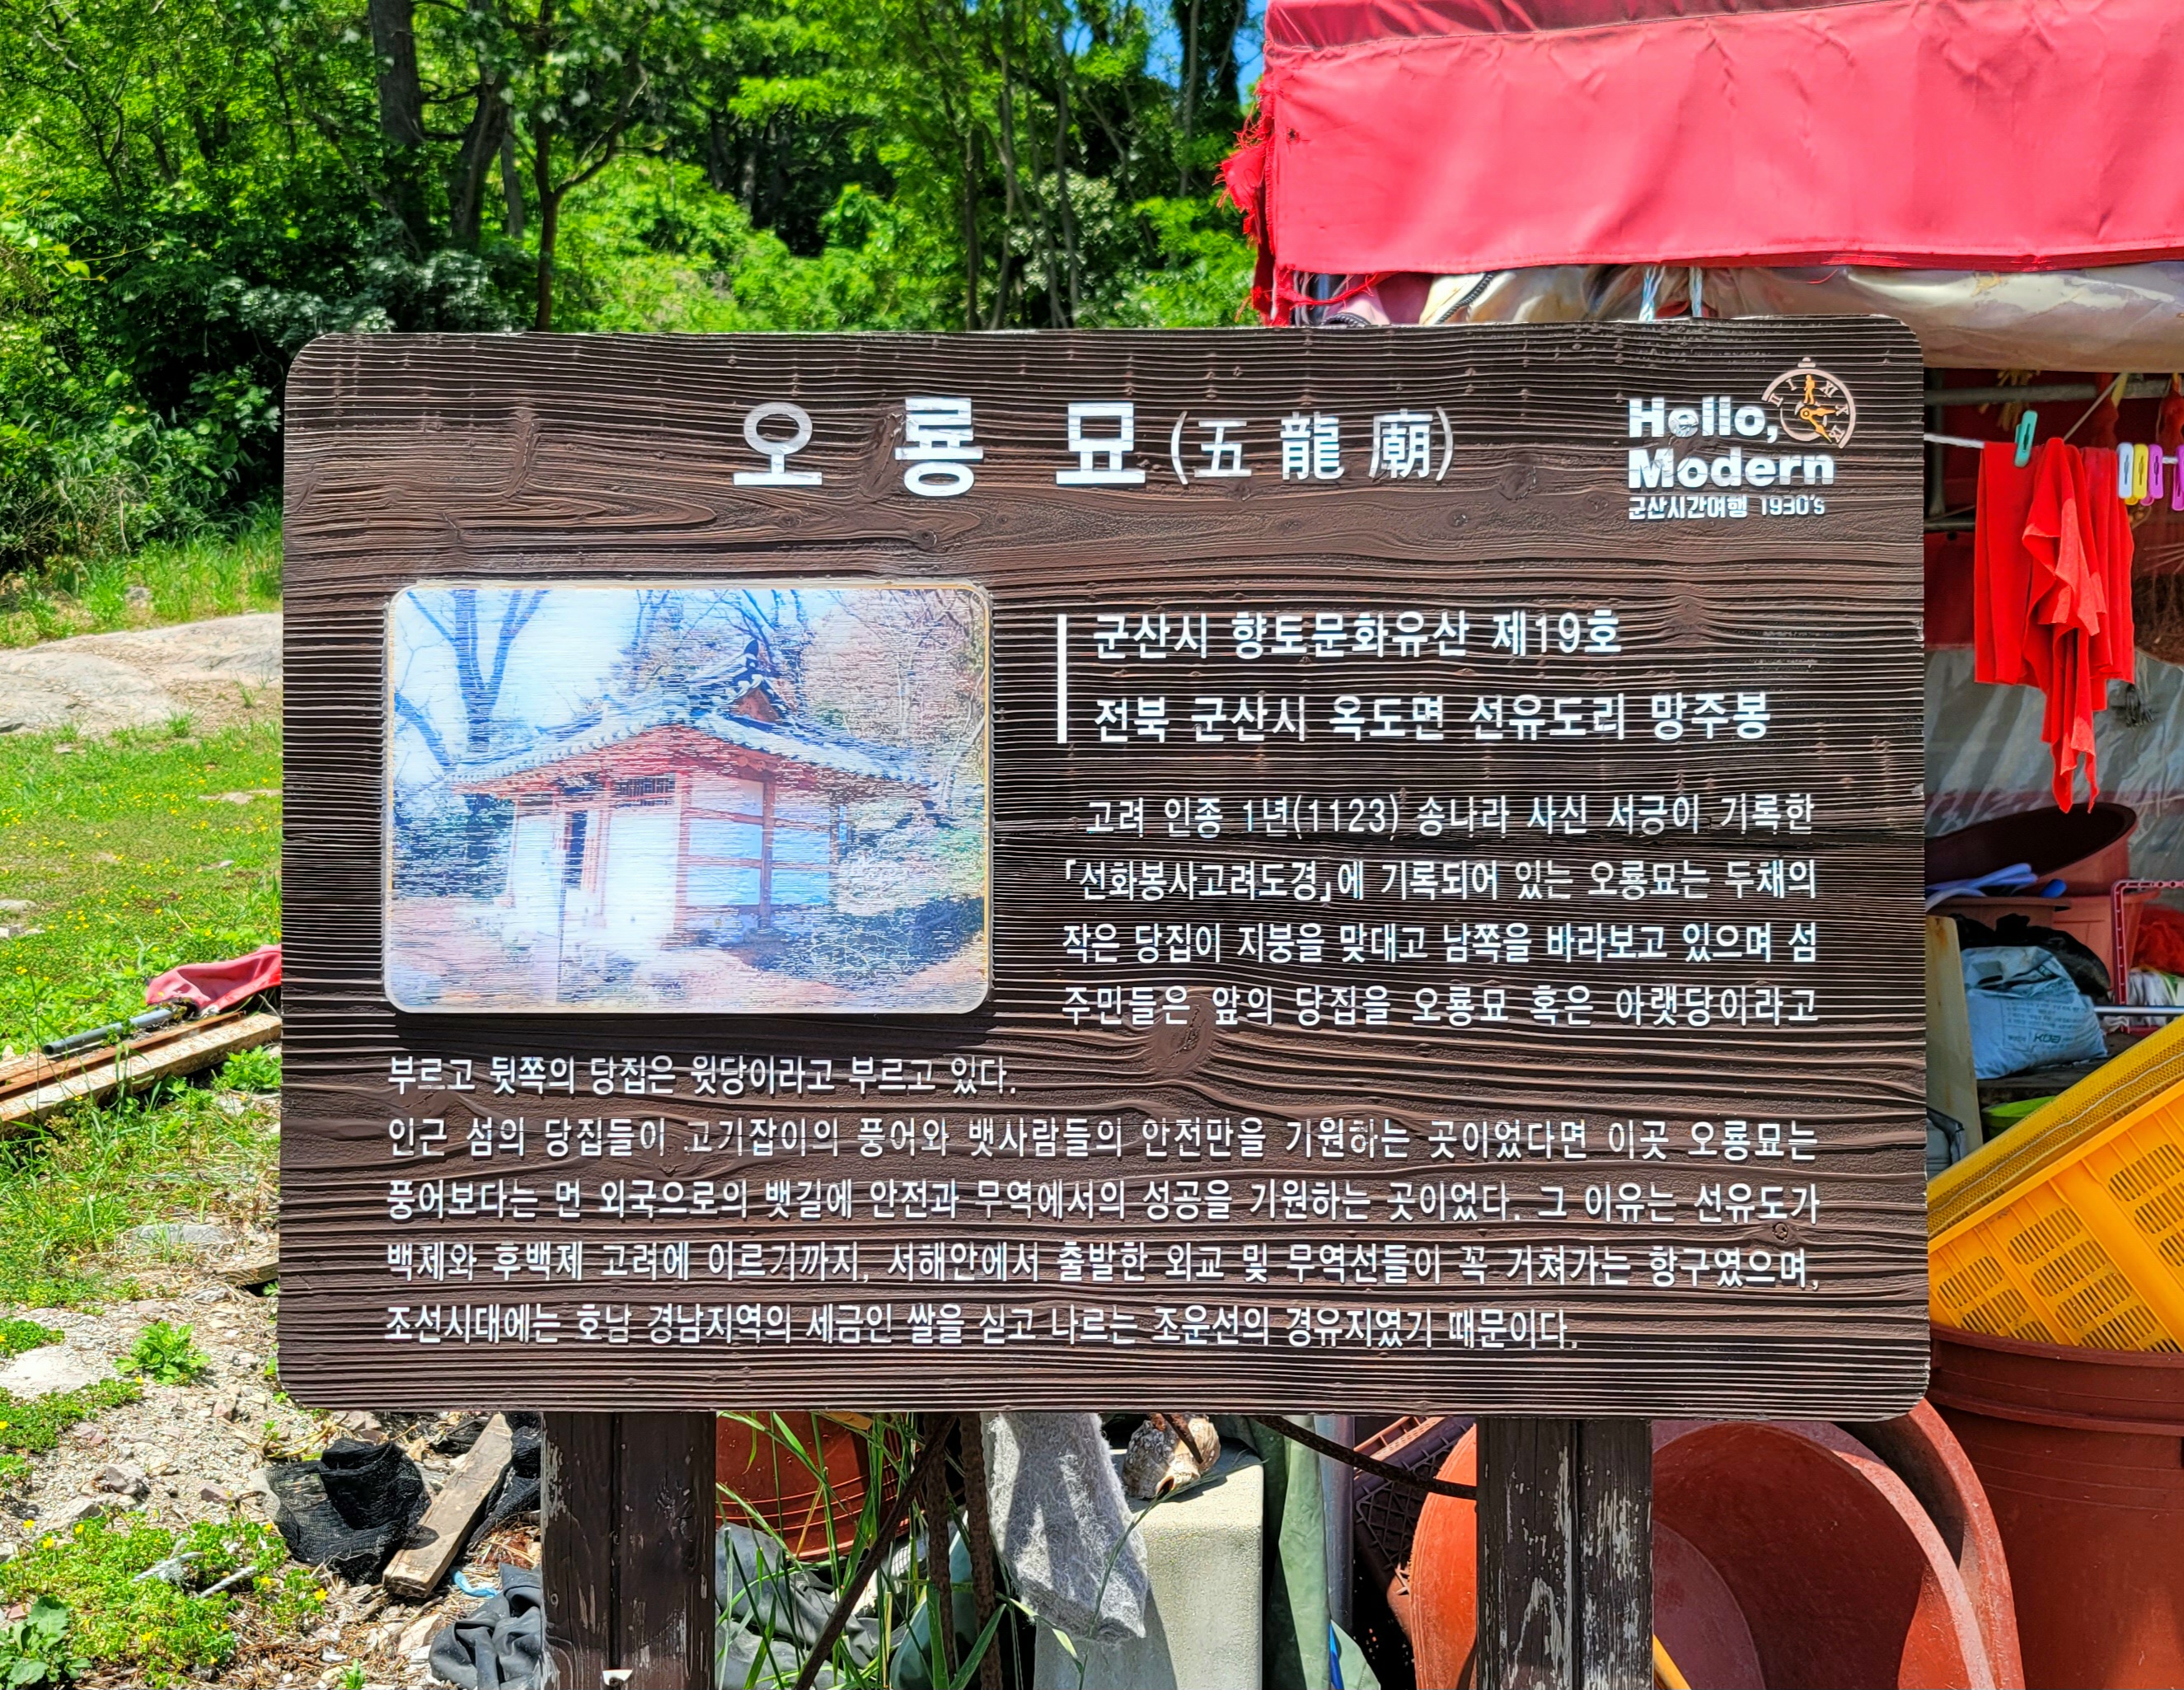 오룡묘(五龍廟)
Hello,
Modern
군산시간여행 1930's
군산시 향토문화유산 제19호
전북 군산시 옥도면 선유도리 망주봉
고려 인종 1년(1123) 송나라 사신 서긍이 기록한
「선화봉사고려도경」에 기록되어 있는 오룡묘는 두채의
작은 당집이 지붕을 맞대고 남쪽을 바라보고 있으며 섬
주민들은 앞의 당집을 오룡묘 혹은 아랫당이라고
부르고 뒷쪽의 당집은 윗당이라고 부르고 있다.
인근 섬의 당집들이 고기잡이의 풍어와 뱃사람들의 안전만을 기원하는 곳이었다면 이곳 오룡묘는
풍어보다는 먼 외국으로의 뱃길에 안전과 무역에서의 성공을 기원하는 곳이었다. 그 이유는 선유도가
백제와 후백제 고려에 이르기까지, 서해안에서 출발한 외교 및 무역선들이 꼭 거쳐가는 항구였으며,
조선시대에는 호남 경남지역의 세금인 쌀을 싣고 나르는 조운선의 경유지였기 때문이다.